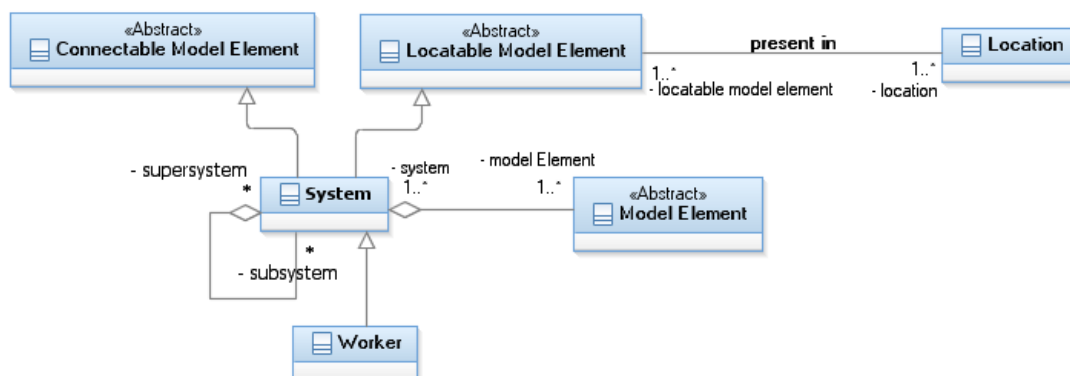 «Abstract»
Connectable Model Element
«Abstract»
Locatable Model Element
present in
Location
1..*
- locatable model element
1..*
- location
- supersystem
*
- system
1..*
- model Element
1..*
System
«Abstract»
Model Element
*
- subsystem
Worker